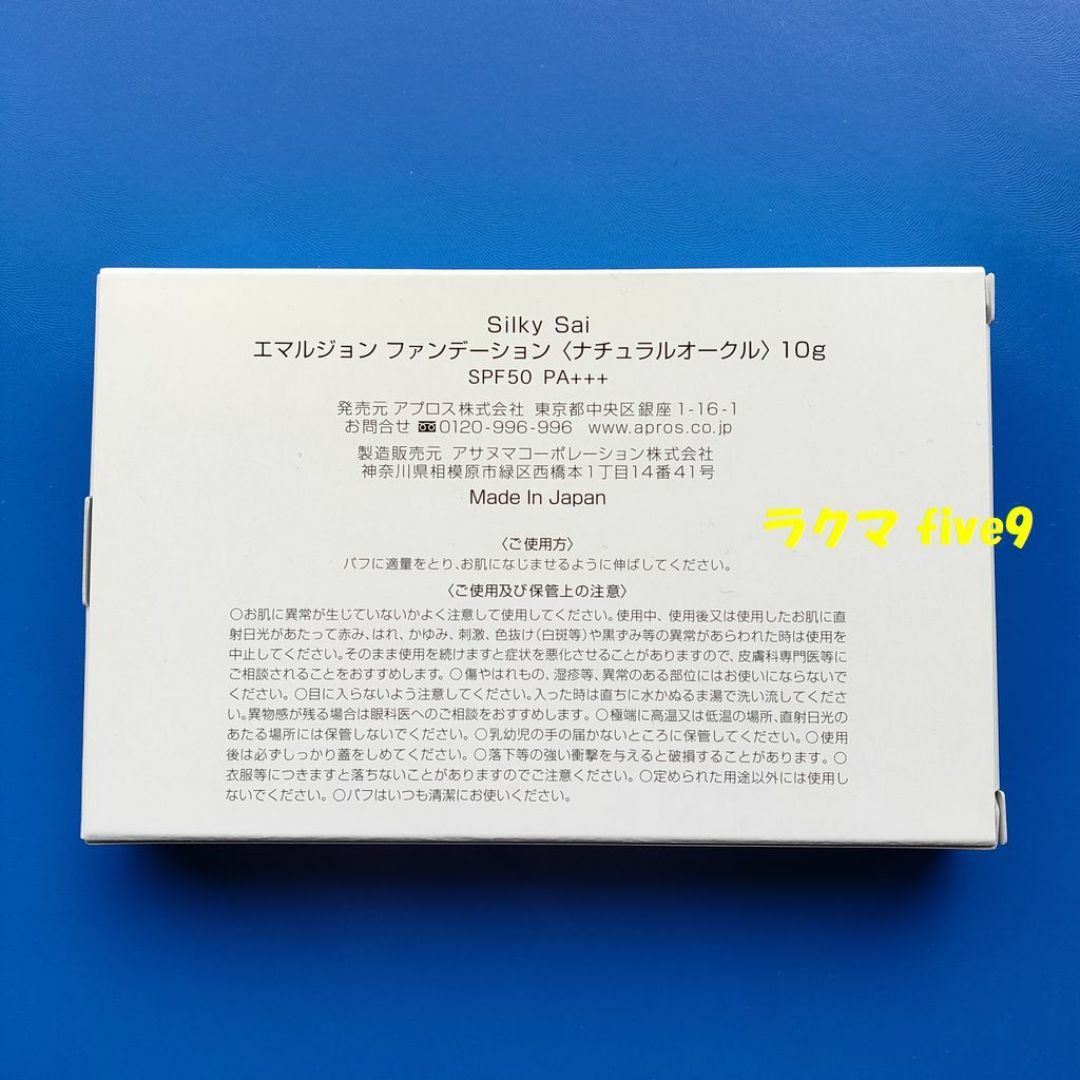 Silky Sai
エマルジョン ファンデーション〈ナチュラルオークル〉10g
SPF50 PA+++
発売元 アプロス株式会社 東京都中央区銀座1-16-1
お問合せ 0120-996-996 www.apros.co.jp
製造販売元 アサヌマコーポレーション株式会社
神奈川県相模原市緑区西橋本1丁目14番41号
Made In Japan
ラクマ five9
〈ご使用方〉
パフに適量をとり、お肌になじませるように伸ばしてください。
〈ご使用及び保管上の注意〉
○お肌に異常が生じていないかよく注意して使用してください。使用中、使用後又は使用したお肌に直
射日光があたって赤み、はれ、かゆみ、刺激、色抜け(白斑等)や黒ずみ等の異常があらわれた時は使用を
中止してください。そのまま使用を続けますと症状を悪化させることがありますので、皮膚科専門医等に
ご相談されることをおすすめします。○傷やはれもの、湿疹等、異常のある部位にはお使いにならないで
ください。○目に入らないよう注意してください。入った時は直ちに水かぬるま湯で洗い流してくださ
い。異物感が残る場合は眼科医へのご相談をおすすめします。○極端に高温又は低温の場所、直射日光の
あたる場所には保管しないでください。○乳幼児の手の届かないところに保管してください。○使用
後は必ずしっかり蓋をしめてください。○落下等の強い衝撃を与えると破損することがあります。○
衣服等につきますと落ちないことがありますのでご注意ください。○定められた用途以外には使用し
ないでください。○パフはいつも清潔にお使いください。